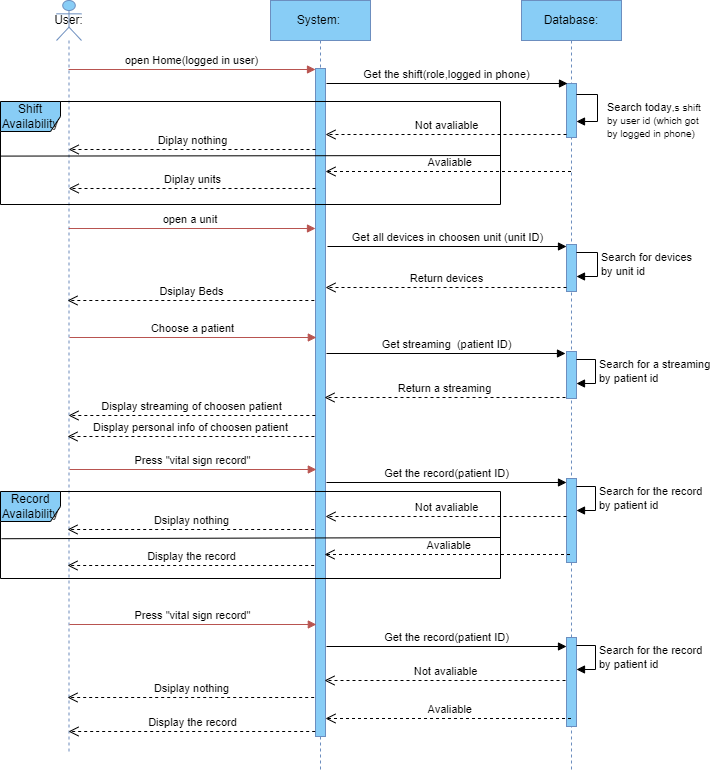 User:
System:
Database:
open Home(logged in user)
Get the shift(role,logged in phone)
Search today,s shift
by user id (which got
by logged in phone)
Shift
Availability
Not avaliable
Diplay nothing
Avaliable
Diplay units
open a unit
Get all devices in choosen unit (unit ID)
Search for devices
by unit id
Return devices
Dsiplay Beds
Choose a patient
Get streaming (patient ID)
Search for a streaming
by patient id
Return a streaming
Display streaming of choosen patient
Display personal info of choosen patient
Press "vital sign record"
Get the record(patient ID)
Search for the record
by patient id
Record
Availability
Not avaliable
Dsiplay nothing
Avaliable
Display the record
Press "vital sign record"
Get the record(patient ID)
Search for the record
by patient id
Not avaliable
Dsiplay nothing
Avaliable
Display the record